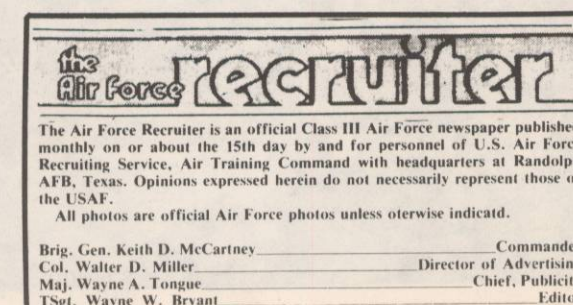 the
Air Force recruiter
The Air Force Recruiter is an official Class III Air Force newspaper publishe
monthly on or about the 15th day by and for personnel of U.S. Air Forc
Recruiting Service, Air Training Command with headquarters at Randolp
AFB, Texas. Opinions expressed herein do not necessarily represent those o
the USAF.
All photos are official Air Force photos unless oterwise indicatd.
Brig. Gen. Keith D. McCartney Commande
Col. Walter D. Miller Director of Advertisin
Maj. Wayne A. Tongue Chief, Publicit
TSgt. Wayne W. Bryant Edito